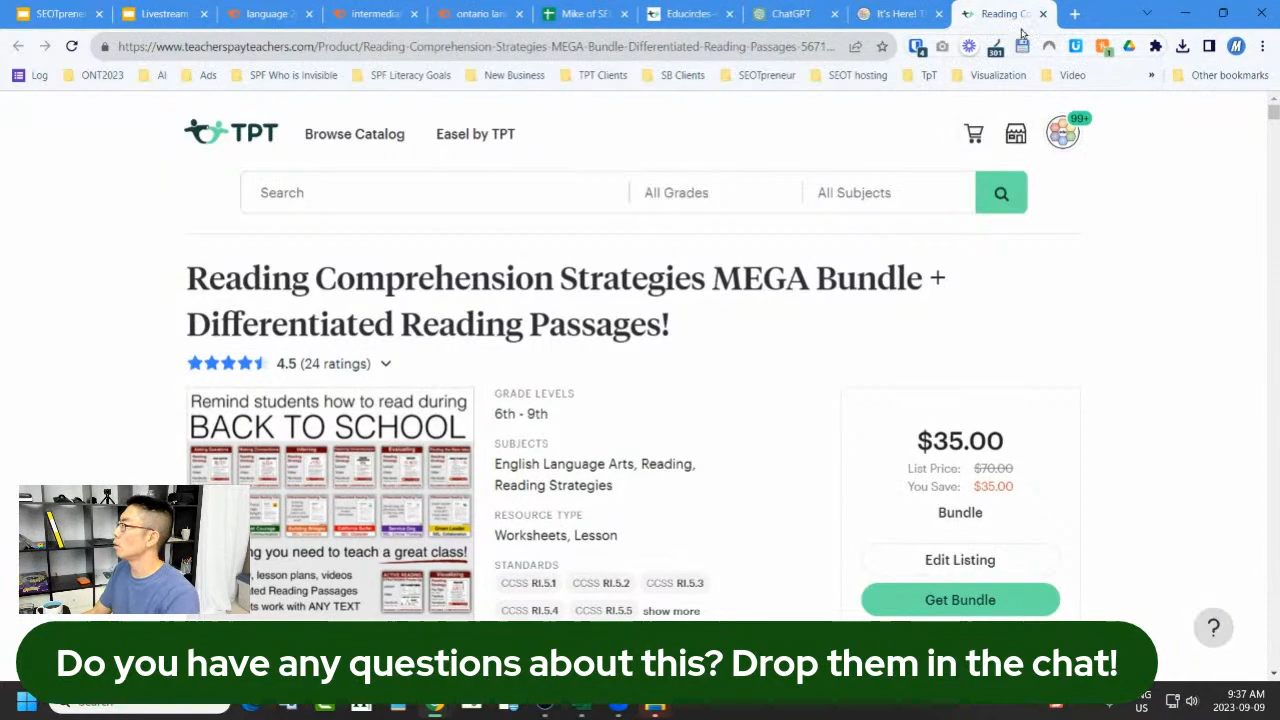 SEOTprene
Livestream
language
intermedia
ontario lan
Mike of SE
Educircles-
ChatGPT
It's Here! T
Reading Co
https://www.teacherspayteachers.com/Product/Reading-Comprehension-Strategies-MEGA-Bundle-Differentiated-Reading-Passages-5671...
4
301
1
Log
ONT2023
Ai
Ads
SPF Who is invisible
SPF Literacy Goals
New Business
TPT Clients
SB Clients
SEOTpreneur
SEOT hosting
TpT
Visualization
Video
»
Other bookmarks
TPT
Browse Catalog
Easel by TPT
99+
Search
All Grades
All Subjects
Reading Comprehension Strategies MEGA Bundle +
Differentiated Reading Passages!
4.5 (24 ratings)
Remind students how to read during
BACK TO SCHOOL
g you need to teach a great class!
, lesson plans, videos
ted Reading Passages
ts work with ANY TEXT
GRADE LEVELS
6th - 9th
SUBJECTS
English Language Arts, Reading,
Reading Strategies
RESOURCE TYPE
Worksheets, Lesson
STANDARDS
CCSS RI.5.1 CCSS RI.5.2 CCSS RI.5.3
CCSS RI.5.4 CCSS RI.5.5 show more
$35.00
List Price: $70.00
You Save: $35.00
Bundle
Edit Listing
Get Bundle
?
Do you have any questions about this? Drop them in the chat!
9:37 AM
2023-09-09